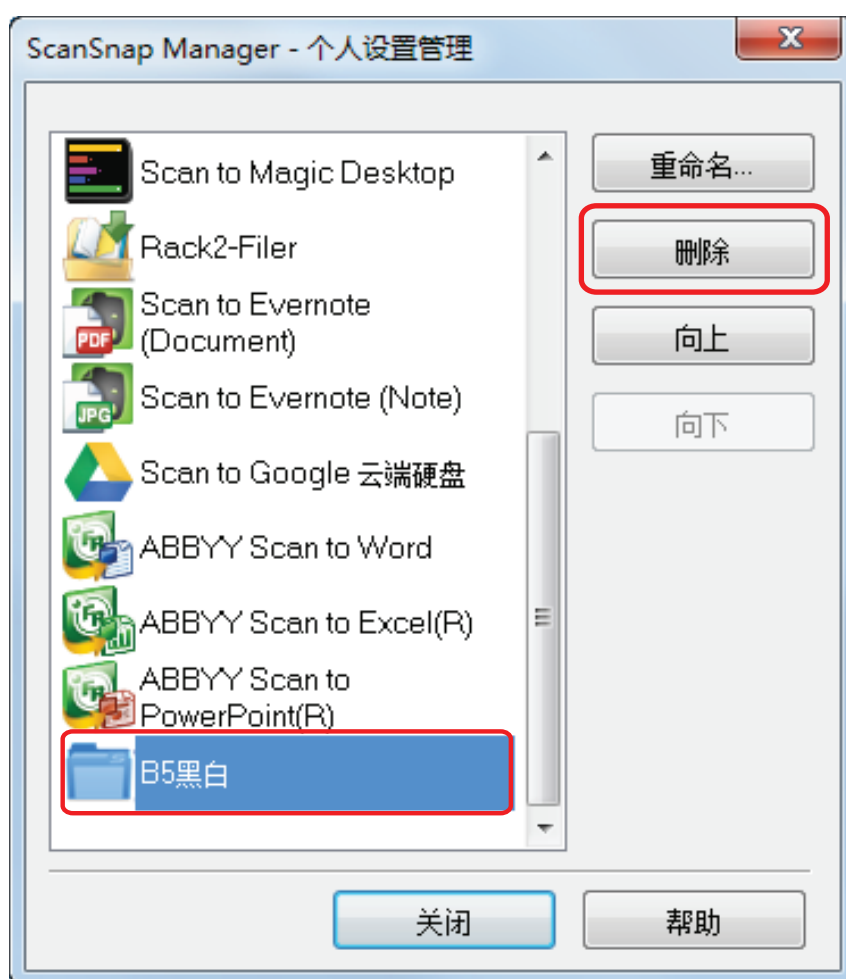 ScanSnap Manager - 个人设置管理
Scan to Magic Desktop
Rack2-Filer
Scan to Evernote
(Document)
Scan to Evernote (Note)
Scan to Google 云端硬盘
ABBYY Scan to Word
ABBYY Scan to Excel(R)
ABBYY Scan to
PowerPoint(R)
B5黑白
PDF
JPG
重命名...
删除
向上
向下
关闭
帮助